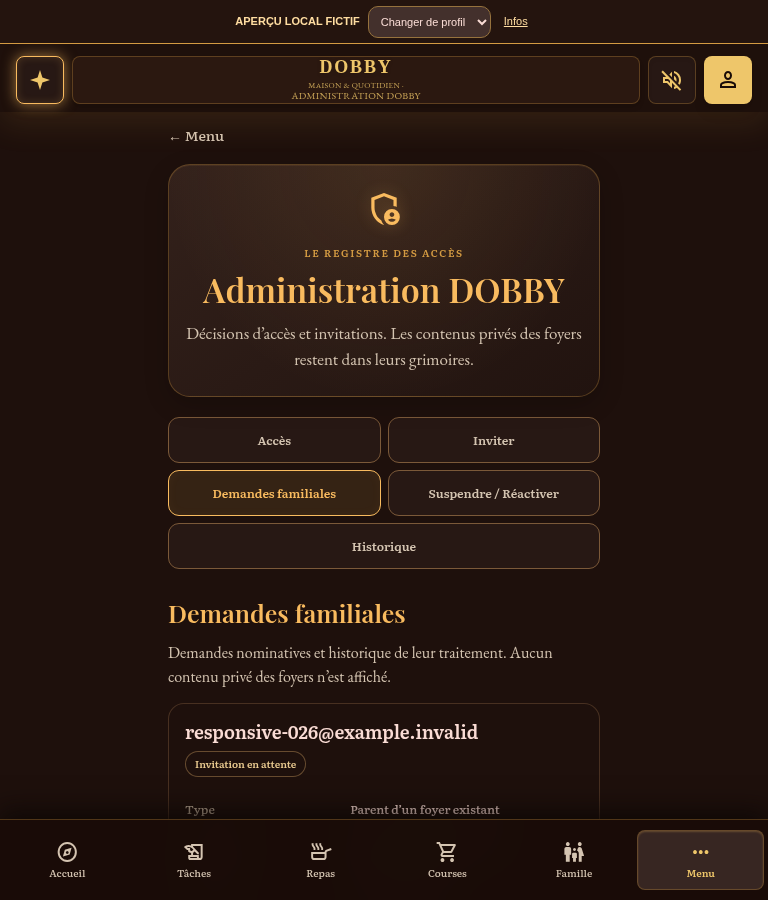 APERÇU LOCAL FICTIF
Changer de profil
Infos
DOBBY
MAISON & QUOTIDIEN ·
ADMINISTRATION DOBBY
← Menu
LE REGISTRE DES ACCÈS
Administration DOBBY
Décisions d’accès et invitations. Les contenus privés des foyers
restent dans leurs grimoires.
Accès
Inviter
Demandes familiales
Suspendre / Réactiver
Historique
Demandes familiales
Demandes nominatives et historique de leur traitement. Aucun
contenu privé des foyers n’est affiché.
responsive-026@example.invalid
Invitation en attente
Type
Parent d’un foyer existant
Accueil
Tâches
Repas
Courses
Famille
Menu